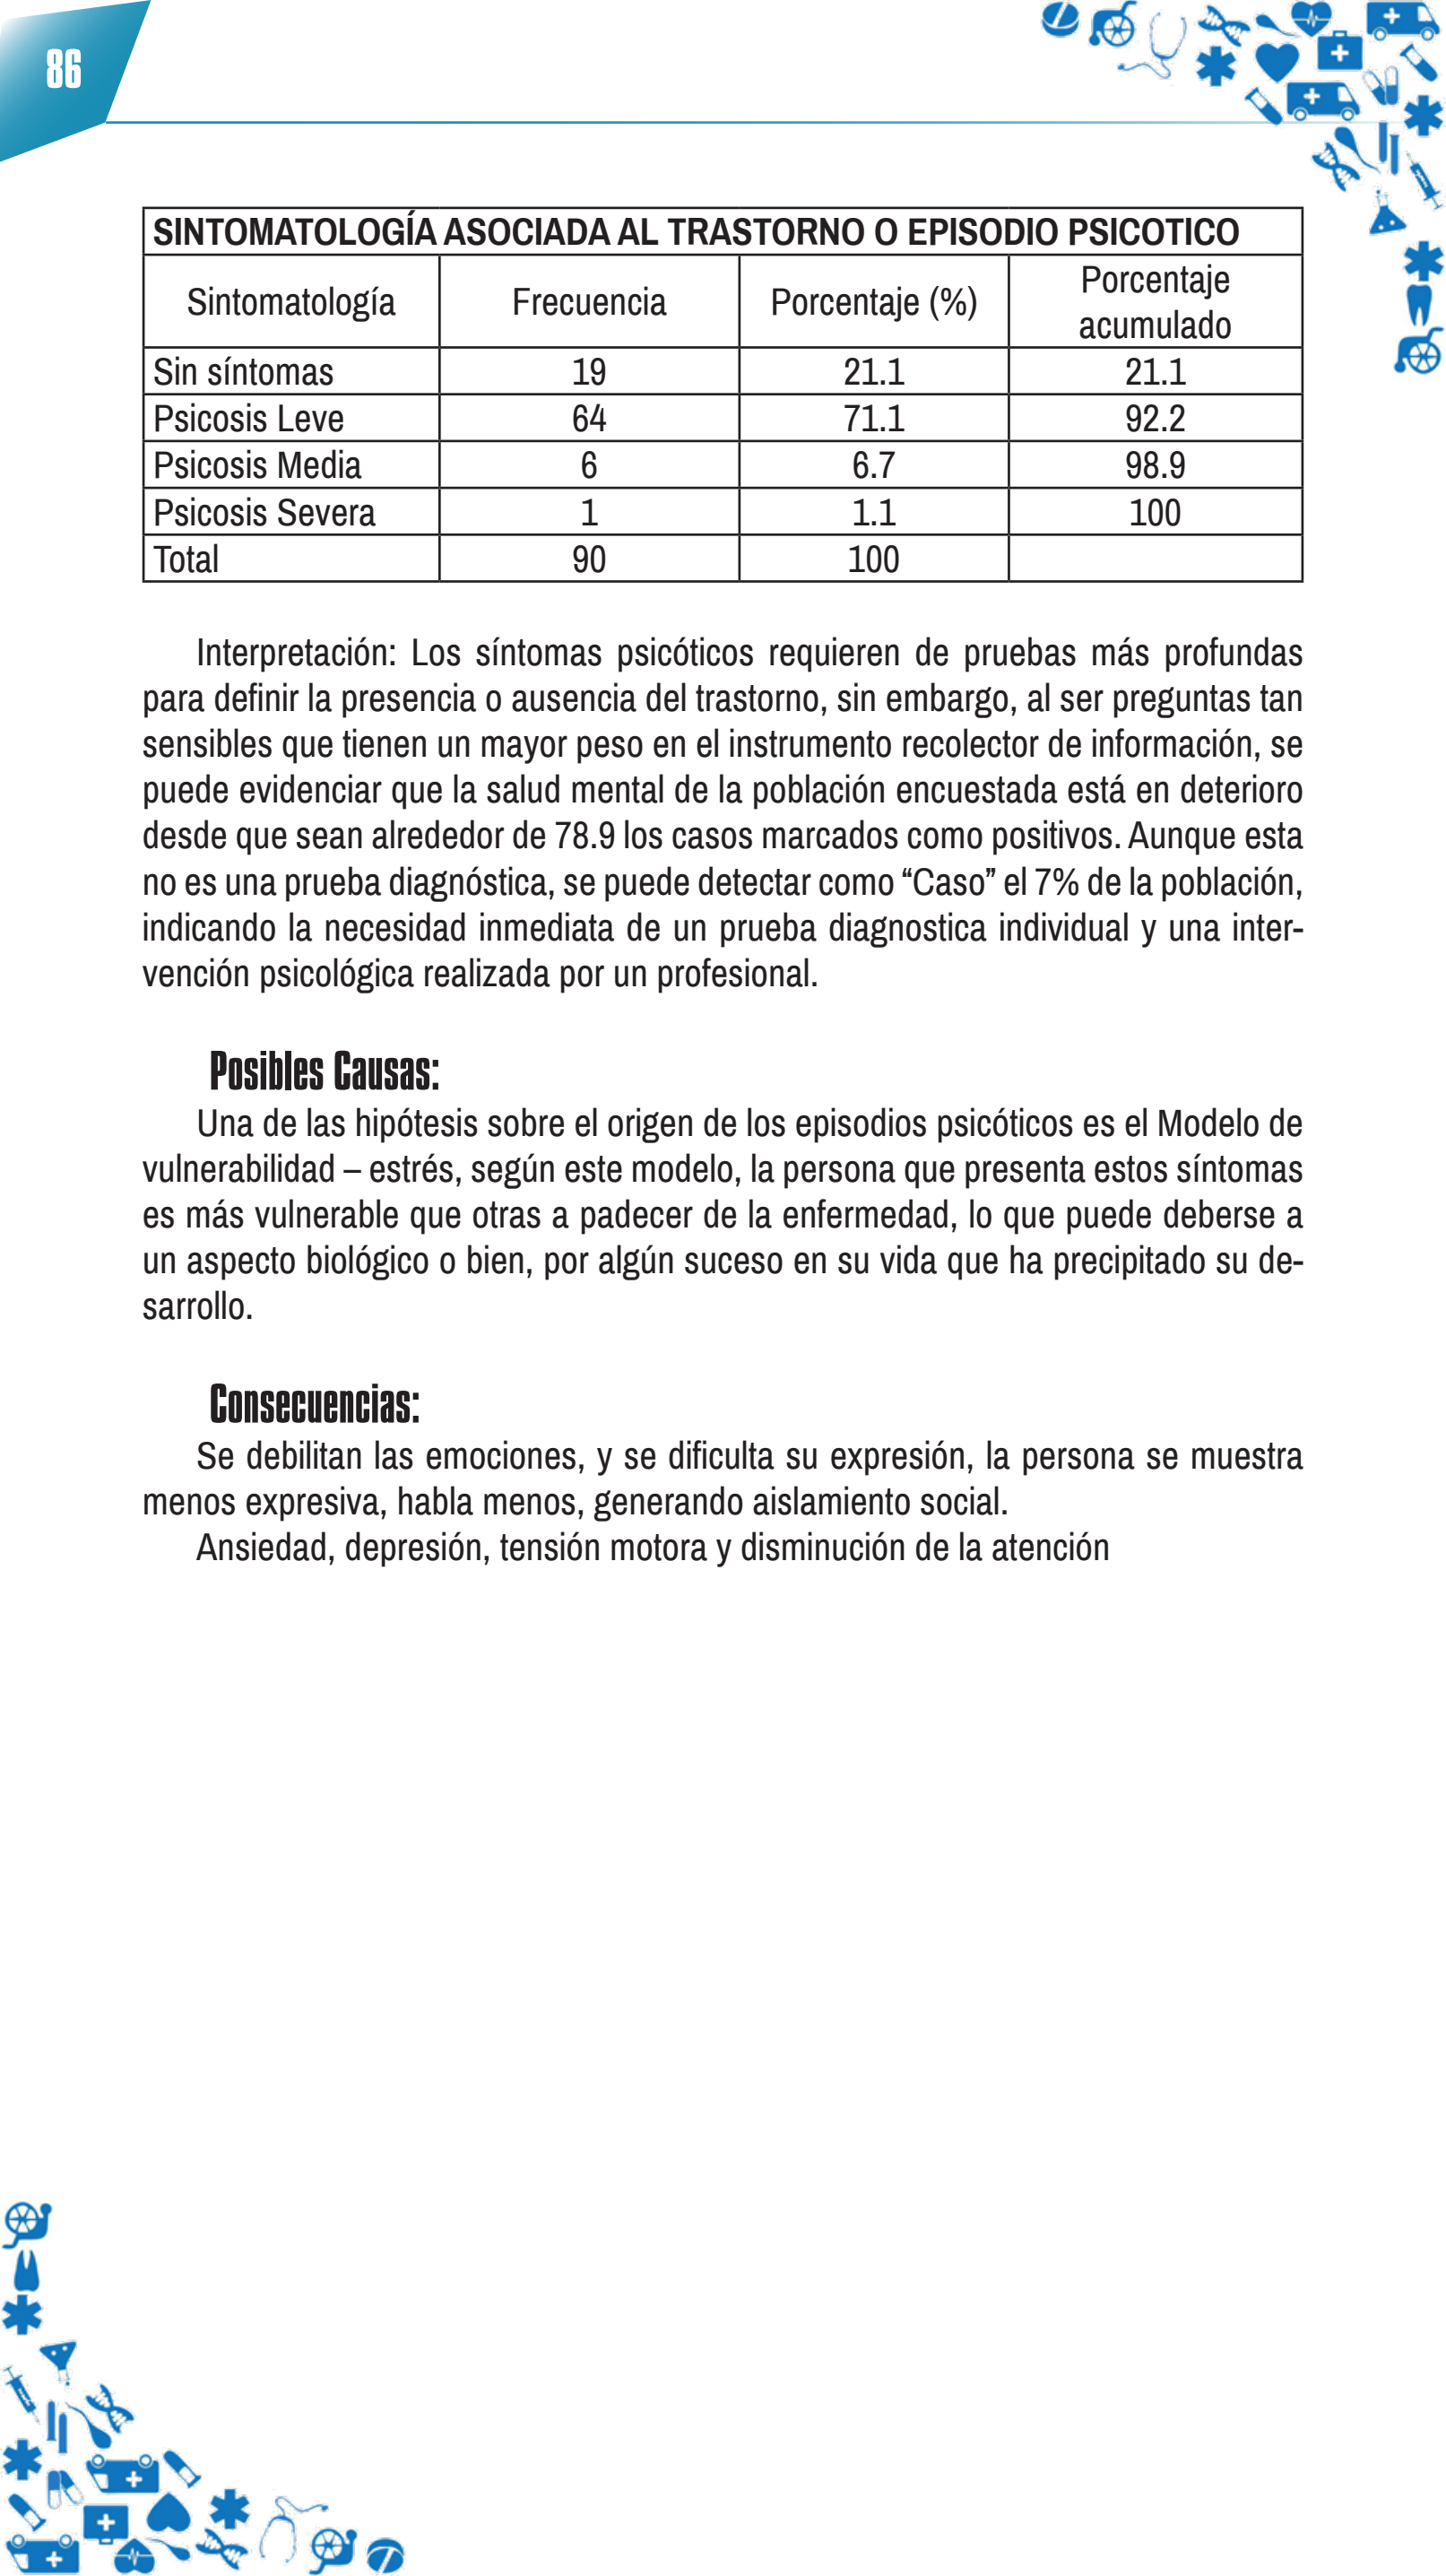 86
SINTOMATOLOGÍA ASOCIADA AL TRASTORNO O EPISODIO PSICOTICO
Sintomatología Frecuencia Porcentaje (%) Porcentaje acumulado
Sin síntomas 19 21.1 21.1
Psicosis Leve 64 71.1 92.2
Psicosis Media 6 6.7 98.9
Psicosis Severa 1 1.1 100
Total 90 100
Interpretación: Los síntomas psicóticos requieren de pruebas más profundas
para definir la presencia o ausencia del trastorno, sin embargo, al ser preguntas tan
sensibles que tienen un mayor peso en el instrumento recolector de información, se
puede evidenciar que la salud mental de la población encuestada está en deterioro
desde que sean alrededor de 78.9 los casos marcados como positivos. Aunque esta
no es una prueba diagnóstica, se puede detectar como “Caso” el 7% de la población,
indicando la necesidad inmediata de un prueba diagnostica individual y una inter-
vención psicológica realizada por un profesional.
Posibles Causas:
Una de las hipótesis sobre el origen de los episodios psicóticos es el Modelo de
vulnerabilidad – estrés, según este modelo, la persona que presenta estos síntomas
es más vulnerable que otras a padecer de la enfermedad, lo que puede deberse a
un aspecto biológico o bien, por algún suceso en su vida que ha precipitado su de-
sarrollo.
Consecuencias:
Se debilitan las emociones, y se dificulta su expresión, la persona se muestra
menos expresiva, habla menos, generando aislamiento social.
Ansiedad, depresión, tensión motora y disminución de la atención